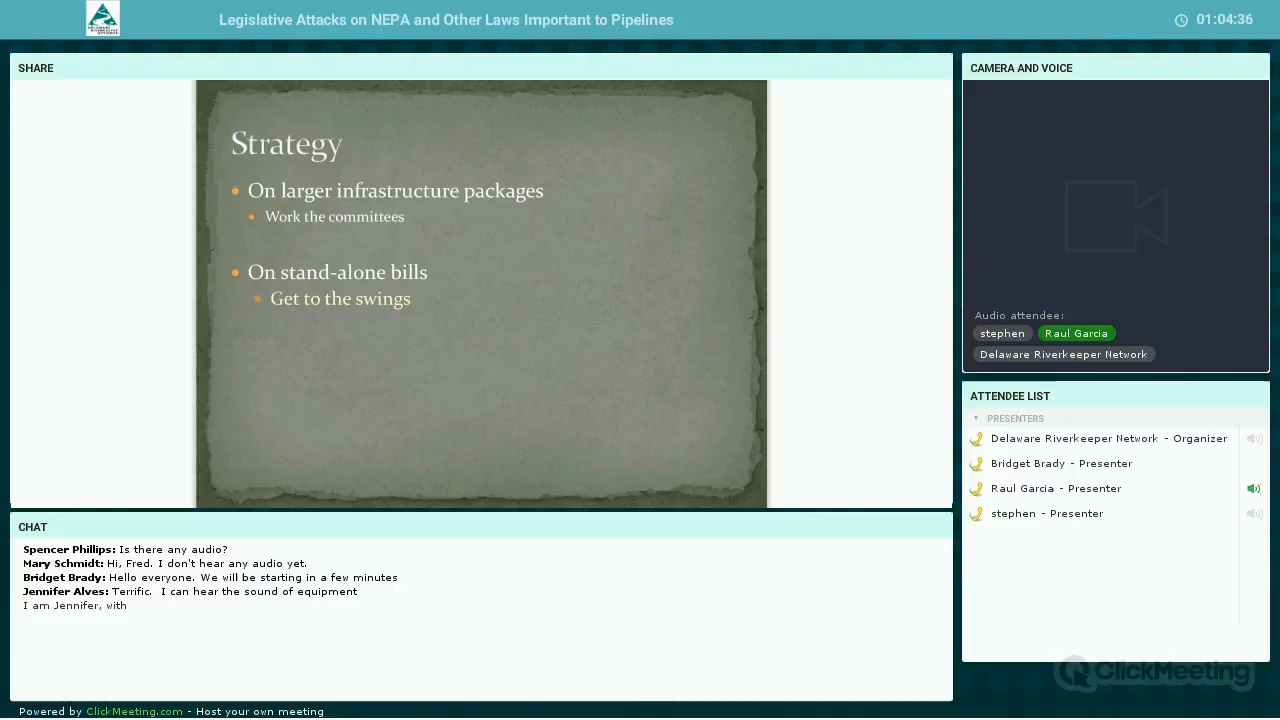 Legislative Attacks on NEPA and Other Laws Important to Pipelines
01:04:36
SHARE
Strategy
• On larger infrastructure packages
• Work the committees
• On stand-alone bills
• Get to the swings
CAMERA AND VOICE
Audio attendee:
stephen Raul Garcia
Delaware Riverkeeper Network
ATTENDEE LIST
PRESENTERS
Delaware Riverkeeper Network - Organizer
Bridget Brady - Presenter
Raul Garcia - Presenter
stephen - Presenter
CHAT
Spencer Phillips: Is there any audio?
Mary Schmidt: Hi, Fred. I don't hear any audio yet.
Bridget Brady: Hello everyone. We will be starting in a few minutes
Jennifer Alves: Terrific. I can hear the sound of equipment
I am Jennifer, with
ClickMeeting
Powered by ClickMeeting.com - Host your own meeting